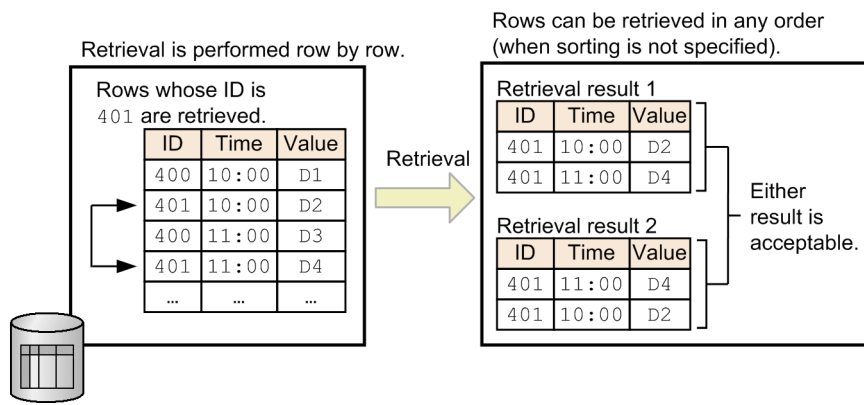 Retrieval is performed row by row.
Rows whose ID is
401 are retrieved.
ID Time Value
400 10:00 D1
401 10:00 D2
400 11:00 D3
401 11:00 D4
... ... ...
Retrieval
Rows can be retrieved in any order
(when sorting is not specified).
Retrieval result 1
ID Time Value
401 10:00 D2
401 11:00 D4
Retrieval result 2
ID Time Value
401 11:00 D4
401 10:00 D2
Either
result is
acceptable.